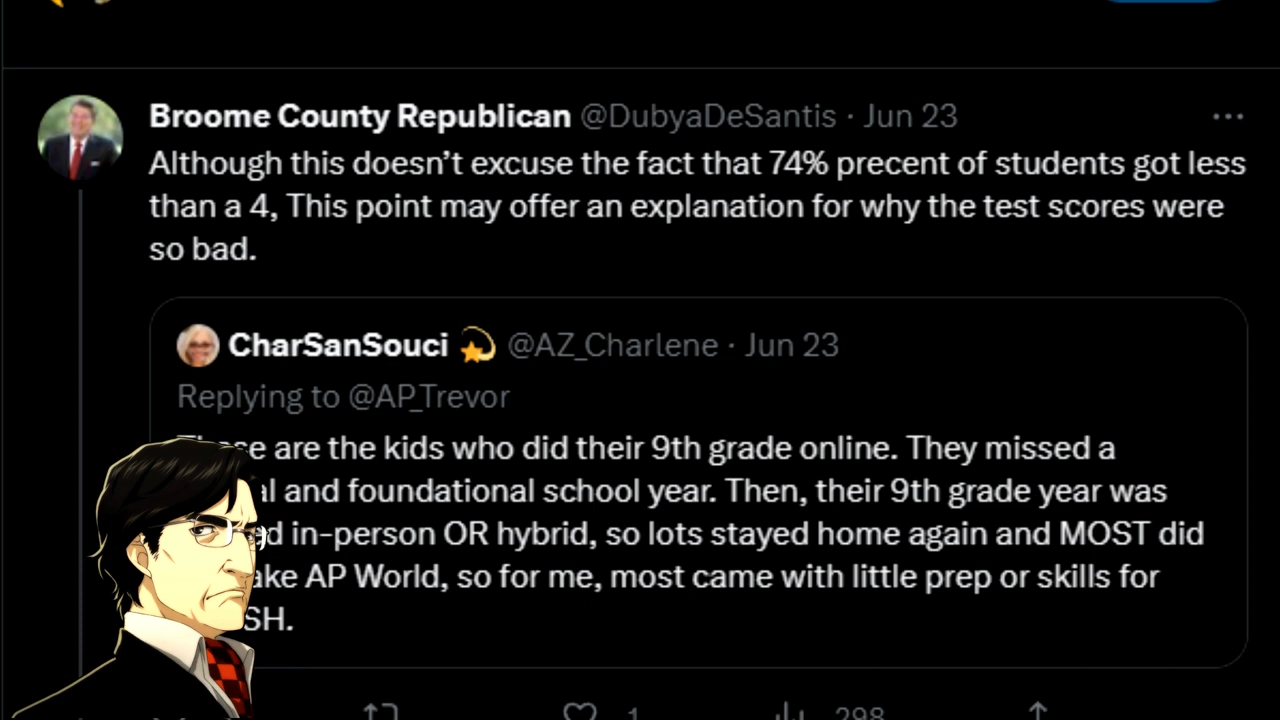 Broome County Republican @DubyaDeSantis · Jun 23
Although this doesn’t excuse the fact that 74% precent of students got less
than a 4, This point may offer an explanation for why the test scores were
so bad.
CharSanSouci @AZ_Charlene · Jun 23
Replying to @AP_Trevor
are the kids who did their 9th grade online. They missed a
and foundational school year. Then, their 9th grade year was
in-person OR hybrid, so lots stayed home again and MOST did
AP World, so for me, most came with little prep or skills for
1 298